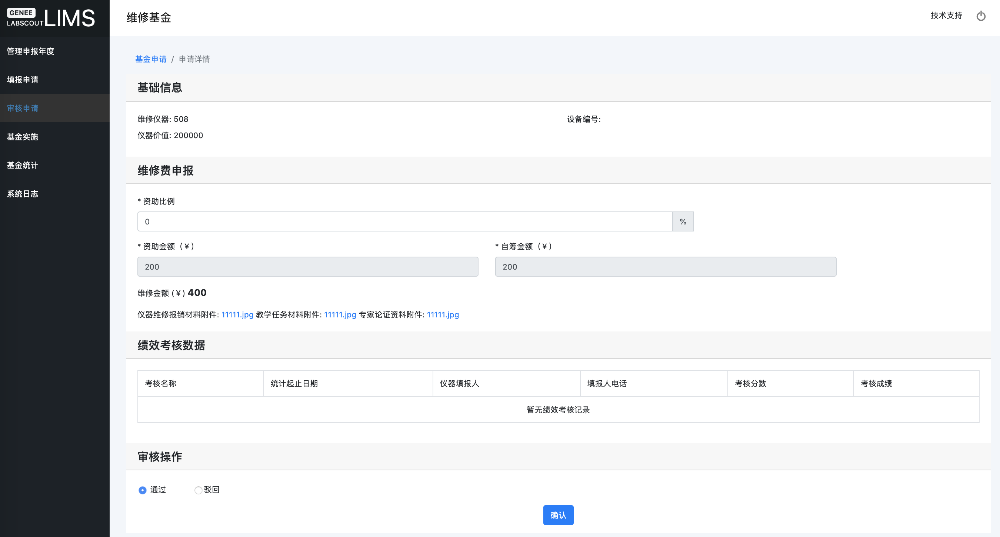 GENEE
LABSCOUT LIMS
维修基金
技术支持
管理申报年度
填报申请
审核申请
基金实施
基金统计
系统日志
基金申请 / 申请详情
基础信息
维修仪器: 508 设备编号:
仪器价值: 200000
维修费申报
* 资助比例
0 %
* 资助金额（¥） * 自筹金额（¥）
200 200
维修金额 (¥) 400
仪器维修报销材料附件: 11111.jpg 教学任务材料附件: 11111.jpg 专家论证资料附件: 11111.jpg
绩效考核数据
考核名称 统计起止日期 仪器填报人 填报人电话 考核分数 考核成绩
暂无绩效考核记录
审核操作
通过 驳回
确认